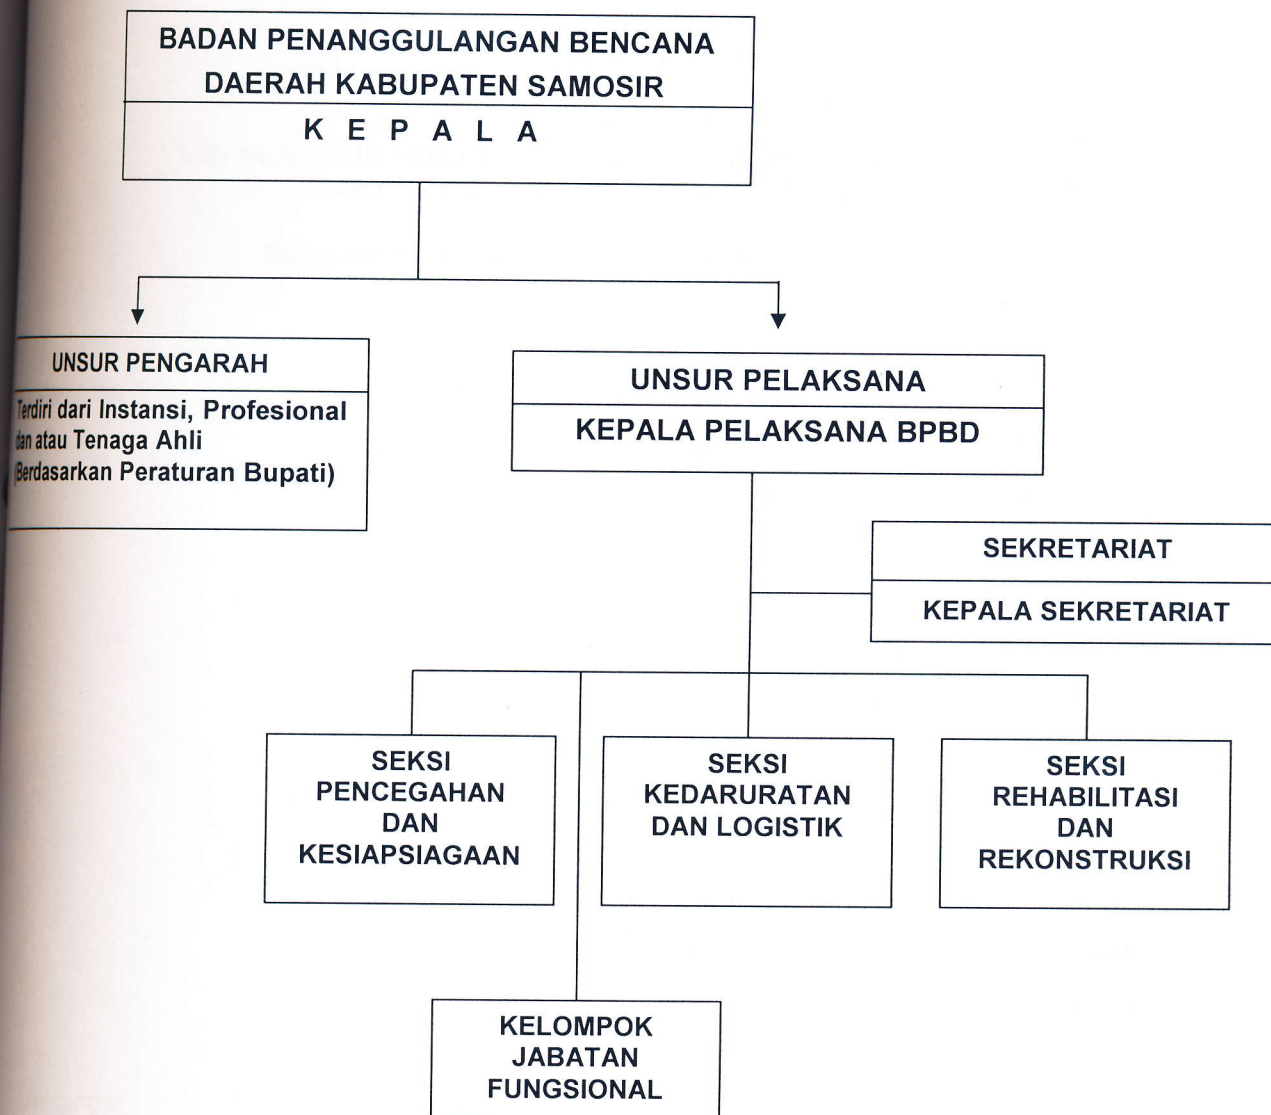 BADAN PENANGGULANGAN BENCANA
DAERAH KABUPATEN SAMOSIR
K E P A L A
UNSUR PENGARAH
Terdiri dari Instansi, Profesional
dan atau Tenaga Ahli
(Berdasarkan Peraturan Bupati)
UNSUR PELAKSANA
KEPALA PELAKSANA BPBD
SEKRETARIAT
KEPALA SEKRETARIAT
SEKSI
PENCEGAHAN
DAN
KESIAPSIAGAAN
SEKSI
KEDARURATAN
DAN LOGISTIK
SEKSI
REHABILITASI
DAN
REKONSTRUKSI
KELOMPOK
JABATAN
FUNGSIONAL